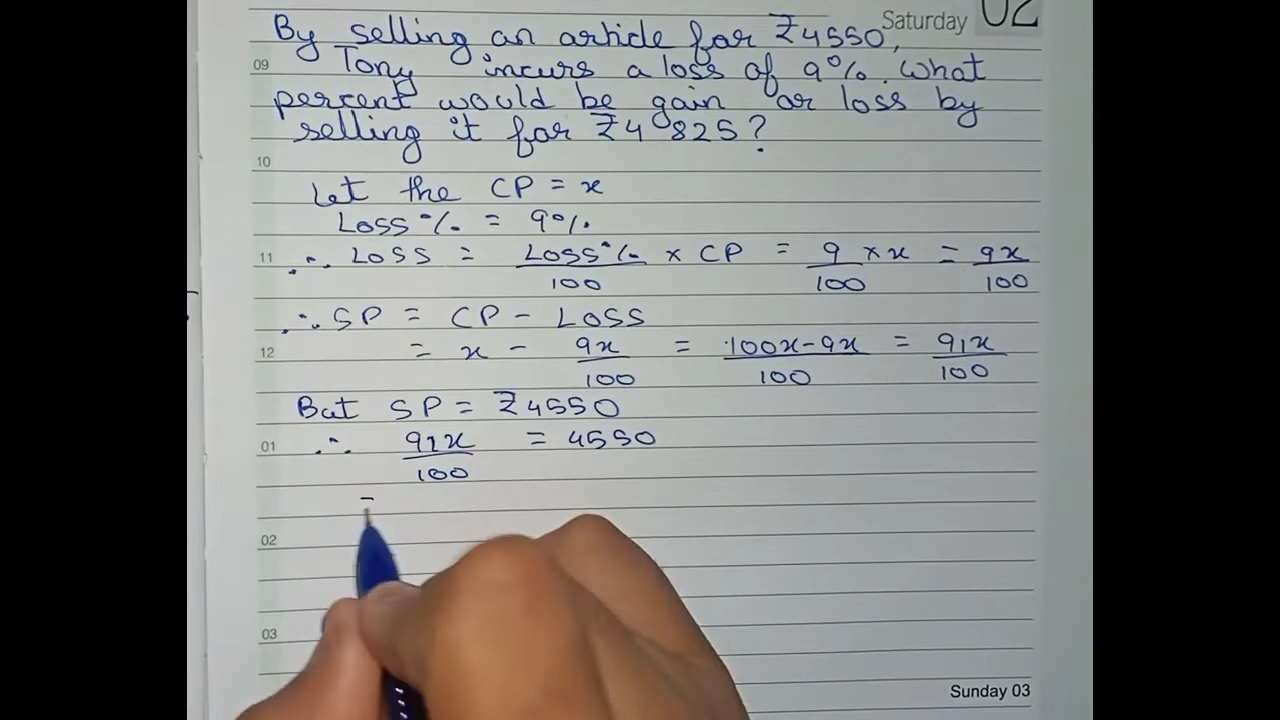 Saturday 02
By selling an article for ₹4550,
09 Tony incurs a loss of 9%. What
percent would be gain or loss by
selling it for ₹4825?
10
Let the CP = x
Loss% = 9%.
11 ∴ LOSS = Loss%/100 × CP = 9/100 × x = 9x/100
∴ SP = CP - LOSS
12 = x - 9x/100 = 100x-9x/100 = 91x/100
But SP = ₹4550
01 ∴ 91x/100 = 4550
02
03
Sunday 03